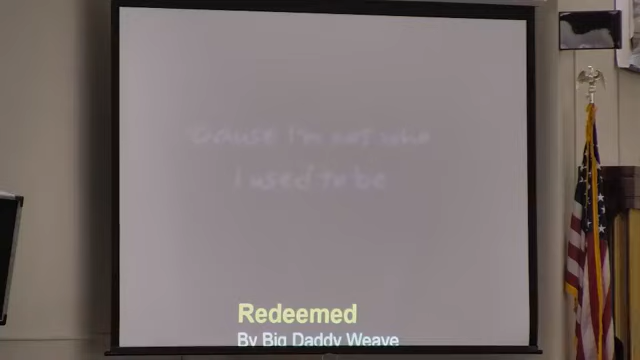 'Cause I'm not who
I used to be
Redeemed
By Big Daddy Weave